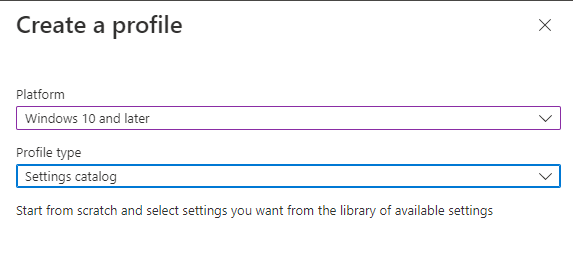 Create a profile
Platform
Windows 10 and later
Profile type
Settings catalog
Start from scratch and select settings you want from the library of available settings